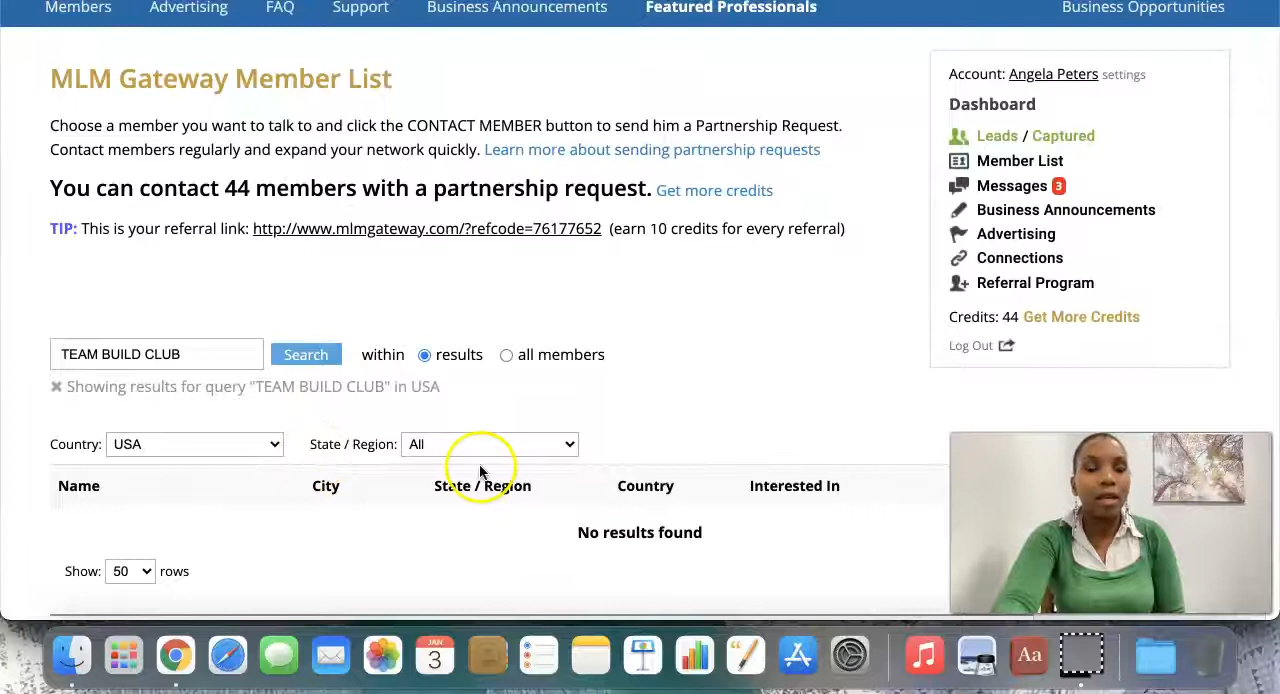 Members Advertising FAQ Support Business Announcements Featured Professionals Business Opportunities
MLM Gateway Member List
Choose a member you want to talk to and click the CONTACT MEMBER button to send him a Partnership Request.
Contact members regularly and expand your network quickly. Learn more about sending partnership requests
You can contact 44 members with a partnership request. Get more credits
TIP: This is your referral link: http://www.mlmgateway.com/?refcode=76177652 (earn 10 credits for every referral)
Account: Angela Peters settings
Dashboard
Leads / Captured
Member List
Messages 3
Business Announcements
Advertising
Connections
Referral Program
Credits: 44 Get More Credits
Log Out
TEAM BUILD CLUB Search within results all members
Showing results for query "TEAM BUILD CLUB" in USA
Country: USA State / Region: All
Name City State / Region Country Interested In
No results found
Show: 50 rows
JAN
3
Aa